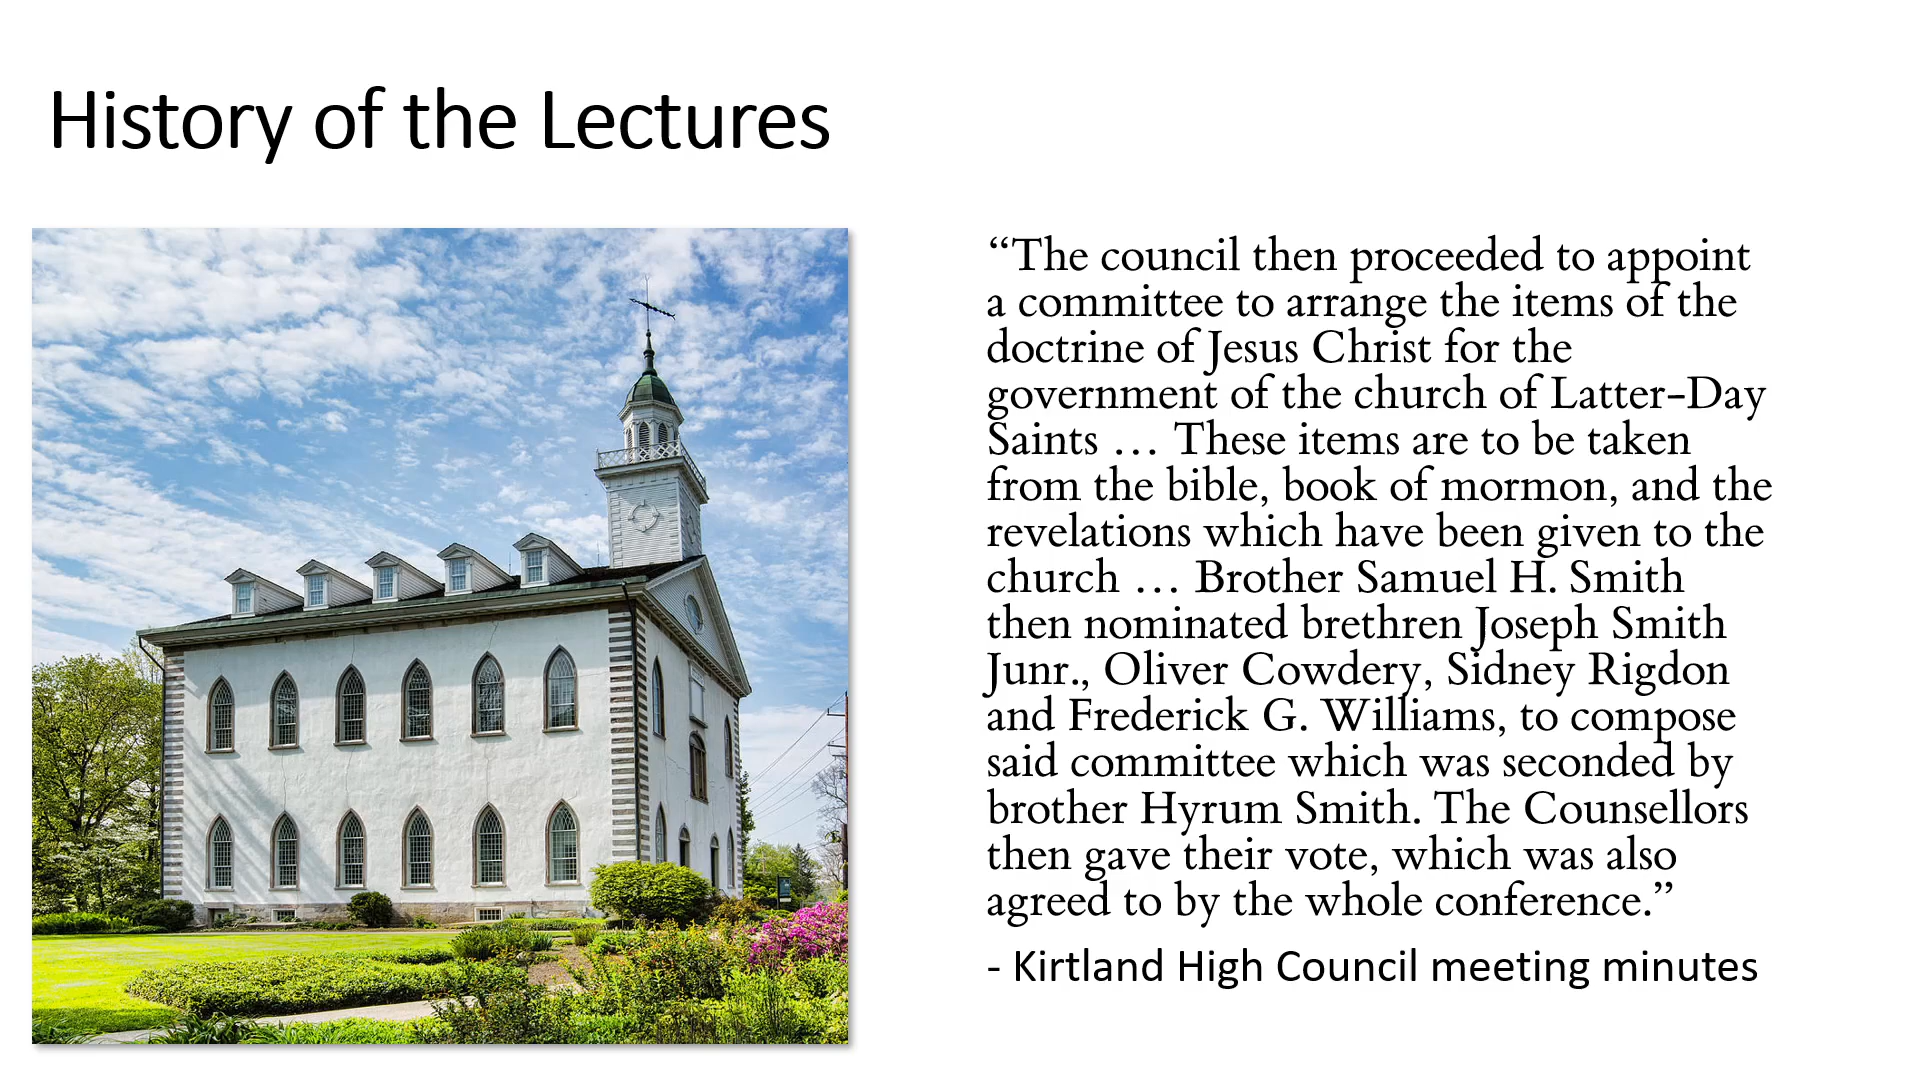 History of the Lectures
“The council then proceeded to appoint
a committee to arrange the items of the
doctrine of Jesus Christ for the
government of the church of Latter-Day
Saints … These items are to be taken
from the bible, book of mormon, and the
revelations which have been given to the
church … Brother Samuel H. Smith
then nominated brethren Joseph Smith
Junr., Oliver Cowdery, Sidney Rigdon
and Frederick G. Williams, to compose
said committee which was seconded by
brother Hyrum Smith. The Counsellors
then gave their vote, which was also
agreed to by the whole conference.”
- Kirtland High Council meeting minutes